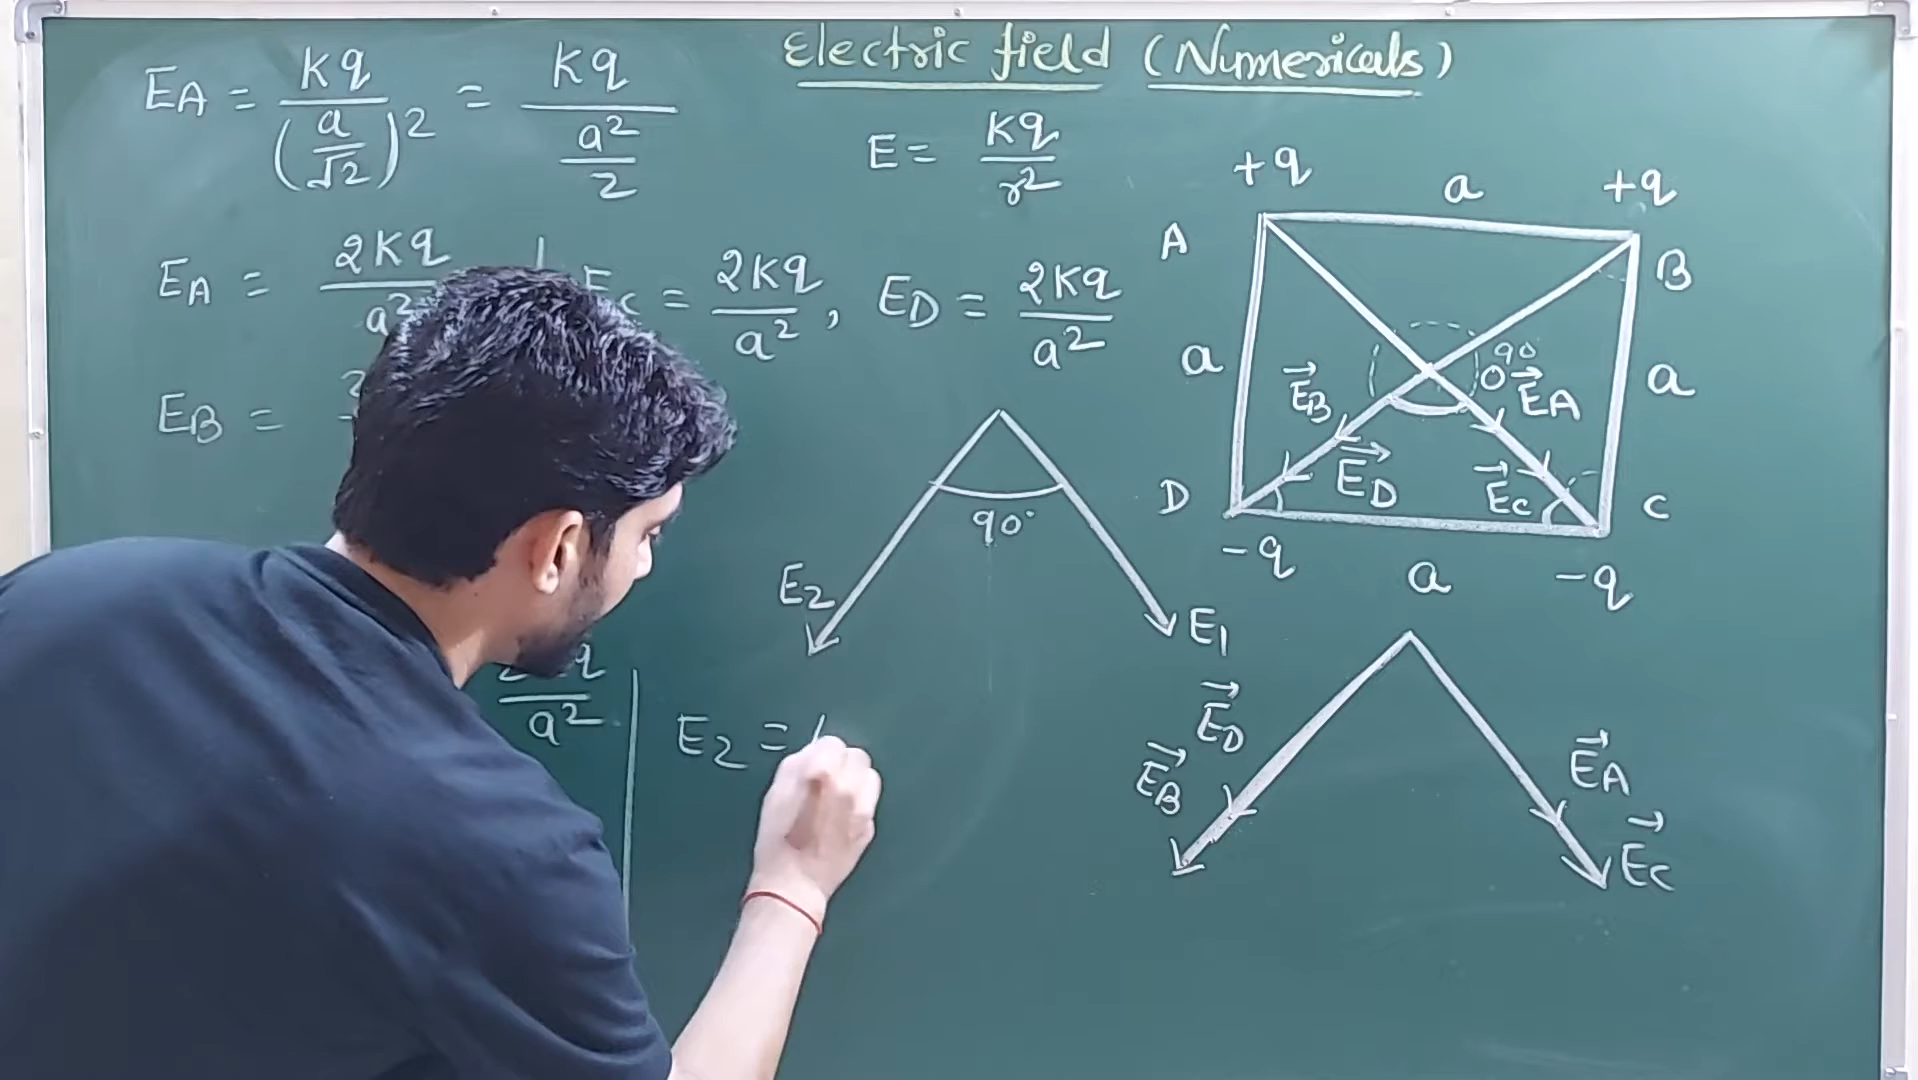 Electric field (Numericals)
EA = Kq / (a/√2)² = Kq / a²/2
E = Kq / r²
EA = 2Kq / a²
Ec = 2Kq / a² , ED = 2Kq / a²
EB =
90°
E2
E1
q / a²
E2 =
+q
a
+q
A
B
a
90°
a
EB
EA
ED
Ec
D
C
-q
a
-q
ED
EB
EA
Ec